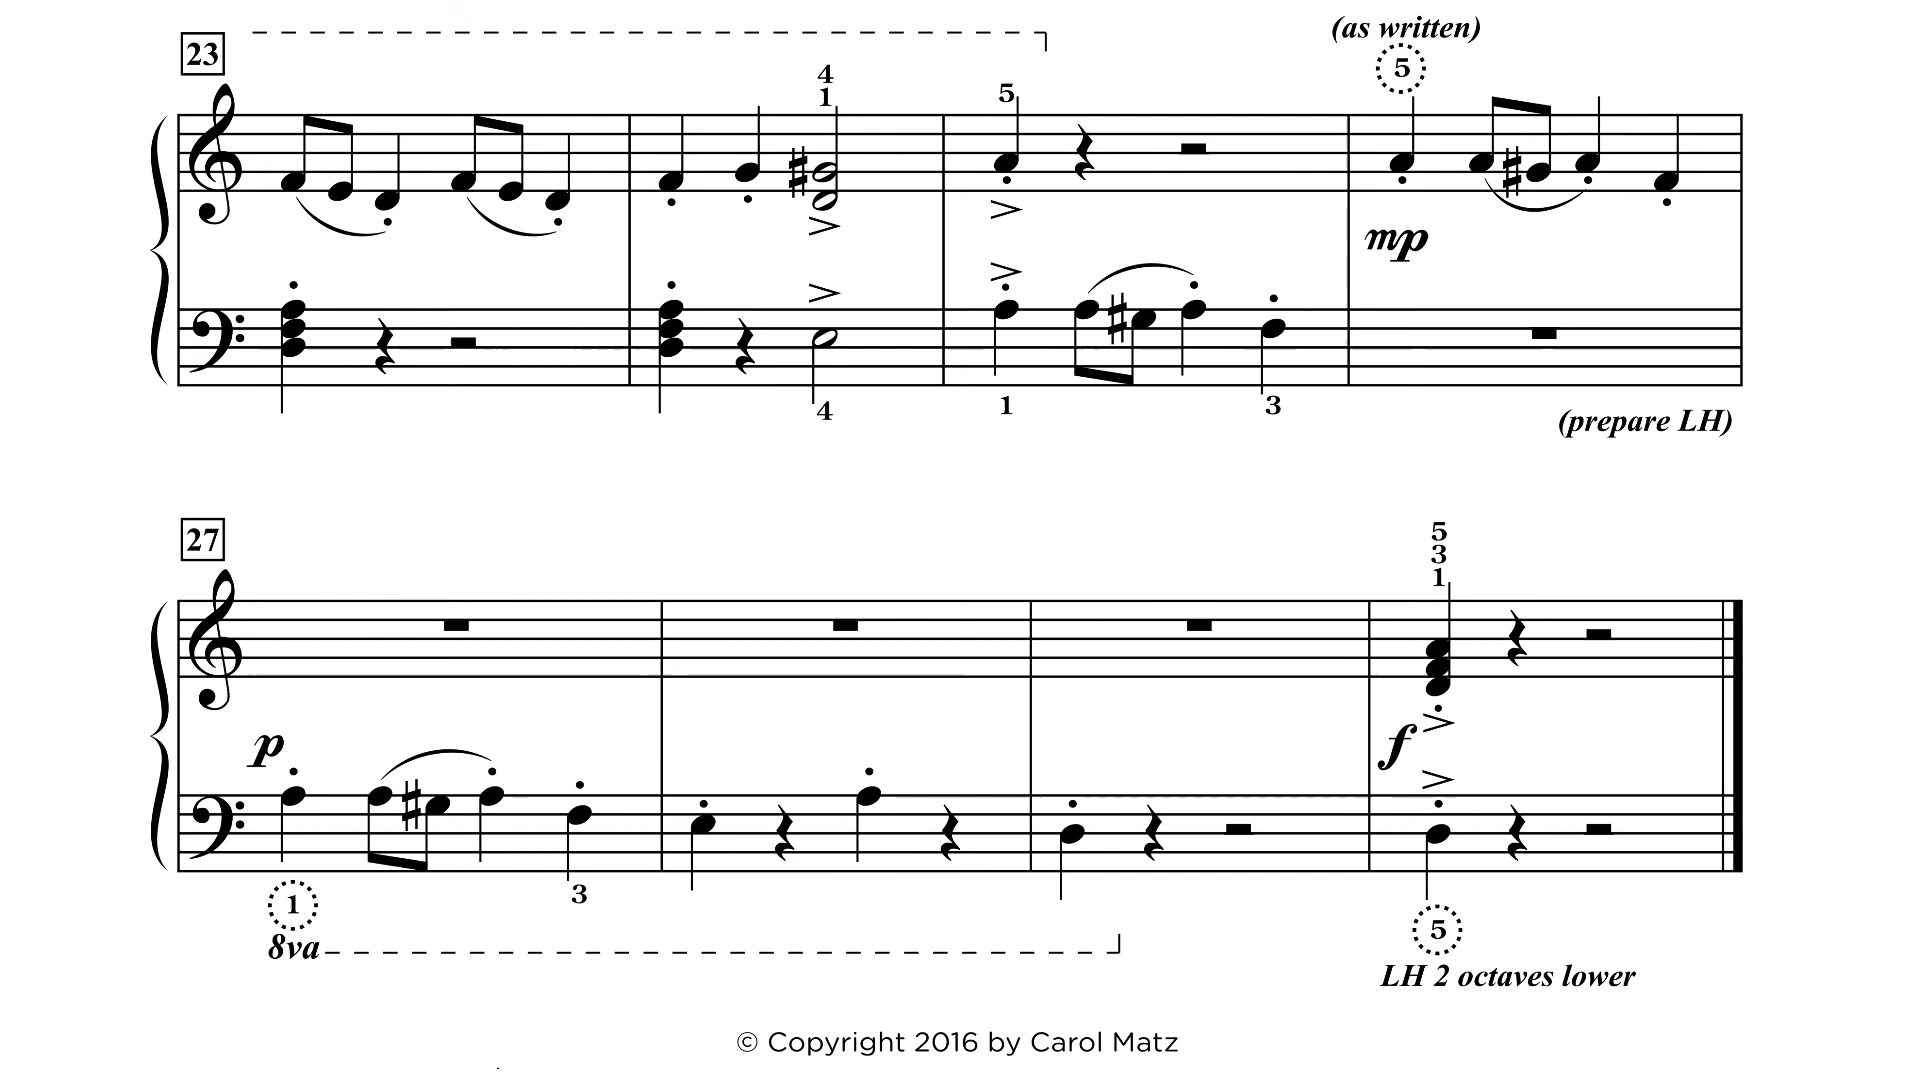 (as written)
23
5
4
1
5
mp
4
1
3
(prepare LH)
27
5
3
1
p
f
1
3
8va
5
LH 2 octaves lower
© Copyright 2016 by Carol Matz